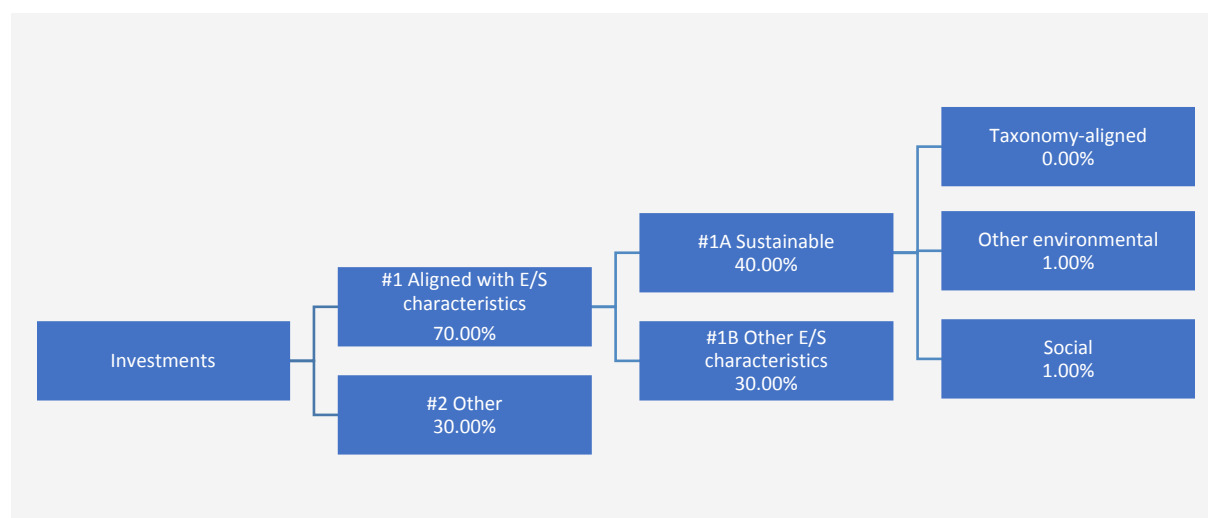 Investments
#1 Aligned with E/S
characteristics
70.00%
#2 Other
30.00%
#1A Sustainable
40.00%
#1B Other E/S
characteristics
30.00%
Taxonomy-aligned
0.00%
Other environmental
1.00%
Social
1.00%